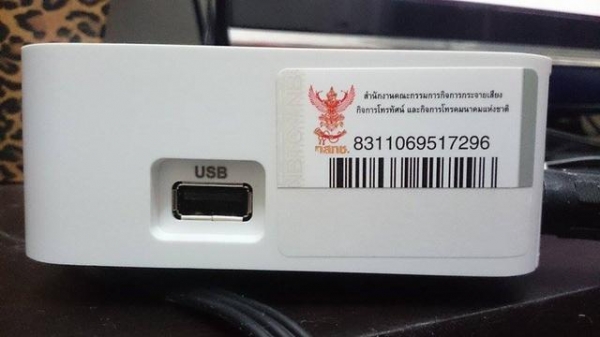 สำนักงานคณะกรรมการกิจการกระจายเสียง
กิจการโทรทัศน์ และกิจการโทรคมนาคมแห่งชาติ
8311069517296
กสทช.
USB